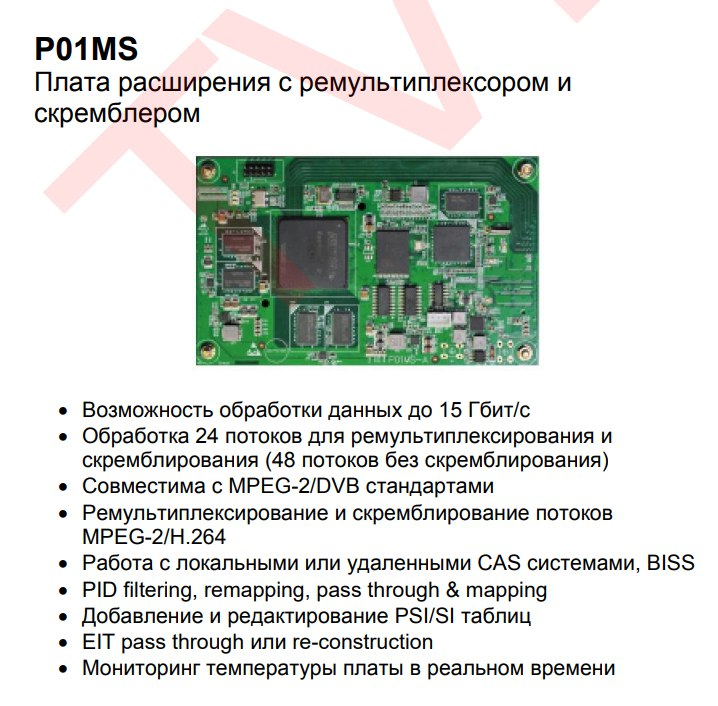 P01MS
Плата расширения с ремультиплексором и
скремблером
P01MS-A
• Возможность обработки данных до 15 Гбит/с
• Обработка 24 потоков для ремультиплексирования и
скремблирования (48 потоков без скремблирования)
• Совместима с MPEG-2/DVB стандартами
• Ремультиплексирование и скремблирование потоков
MPEG-2/H.264
• Работа с локальными или удаленными CAS системами, BISS
• PID filtering, remapping, pass through & mapping
• Добавление и редактирование PSI/SI таблиц
• EIT pass through или re-construction
• Мониторинг температуры платы в реальном времени